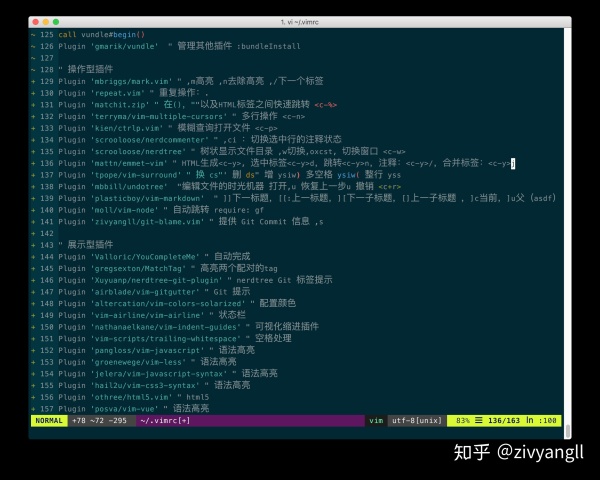 1. vi ~/.vimrc
~ 125 call vundle#begin()
~ 126 Plugin 'gmarik/vundle'  " 管理其他插件 :bundleInstall
~ 127
~ 128 " 操作型插件
+ 129 Plugin 'mbriggs/mark.vim' " ,m高亮 ,n去除高亮 ,/下一个标签
+ 130 Plugin 'repeat.vim' " 重复操作: .
+ 131 Plugin 'matchit.zip' " 在(), ""以及HTML标签之间快速跳转 <c-%>
+ 132 Plugin 'terryma/vim-multiple-cursors' " 多行操作 <c-n>
+ 133 Plugin 'kien/ctrlp.vim' " 模糊查询打开文件 <c-p>
+ 134 Plugin 'scrooloose/nerdcommenter' " ,ci : 切换选中行的注释状态
+ 135 Plugin 'scrooloose/nerdtree' " 树状显示文件目录 ,w切换,oxcst, 切换窗口 <c-w>
+ 136 Plugin 'mattn/emmet-vim' " HTML生成<c-y>, 选中标签<c-y>d, 跳转<c-y>n, 注释: <c-y>/, 合并标签: <c-y>j
+ 137 Plugin 'tpope/vim-surround' " 换 cs"' 删 ds" 增 ysiw) 多空格 ysiw( 整行 yss
+ 138 Plugin 'mbbill/undotree'  "编辑文件的时光机器 打开,u 恢复上一步u 撤销 <c+r>
+ 139 Plugin 'plasticboy/vim-markdown' " ]]下一标题, [[:上一标题, ][下一子标题, []上一子标题 , ]c当前, ]u父 (asdf)
+ 140 Plugin 'moll/vim-node' " 自动跳转 require: gf
+ 141 Plugin 'zivyangll/git-blame.vim' " 提供 Git Commit 信息 ,s
+ 142
+ 143 " 展示型插件
+ 144 Plugin 'Valloric/YouCompleteMe' " 自动完成
+ 145 Plugin 'gregsexton/MatchTag' " 高亮两个配对的tag
+ 146 Plugin 'Xuyuanp/nerdtree-git-plugin' " nerdtree Git 标签提示
+ 147 Plugin 'airblade/vim-gitgutter' " Git 提示
+ 148 Plugin 'altercation/vim-colors-solarized' " 配置颜色
+ 149 Plugin 'vim-airline/vim-airline' " 状态栏
+ 150 Plugin 'nathanaelkane/vim-indent-guides' " 可视化缩进插件
+ 151 Plugin 'vim-scripts/trailing-whitespace' " 空格处理
+ 152 Plugin 'pangloss/vim-javascript' " 语法高亮
+ 153 Plugin 'groenewege/vim-less' " 语法高亮
+ 154 Plugin 'jelera/vim-javascript-syntax' " 语法高亮
+ 155 Plugin 'hail2u/vim-css3-syntax' " 语法高亮
+ 156 Plugin 'othree/html5.vim' " html5
+ 157 Plugin 'posva/vim-vue' " 语法高亮
NORMAL +78 ~72 -295 ~/.vimrc[+] vim utf-8[unix] 83% ☰ 136/163 ln :100
知乎 @zivyangll